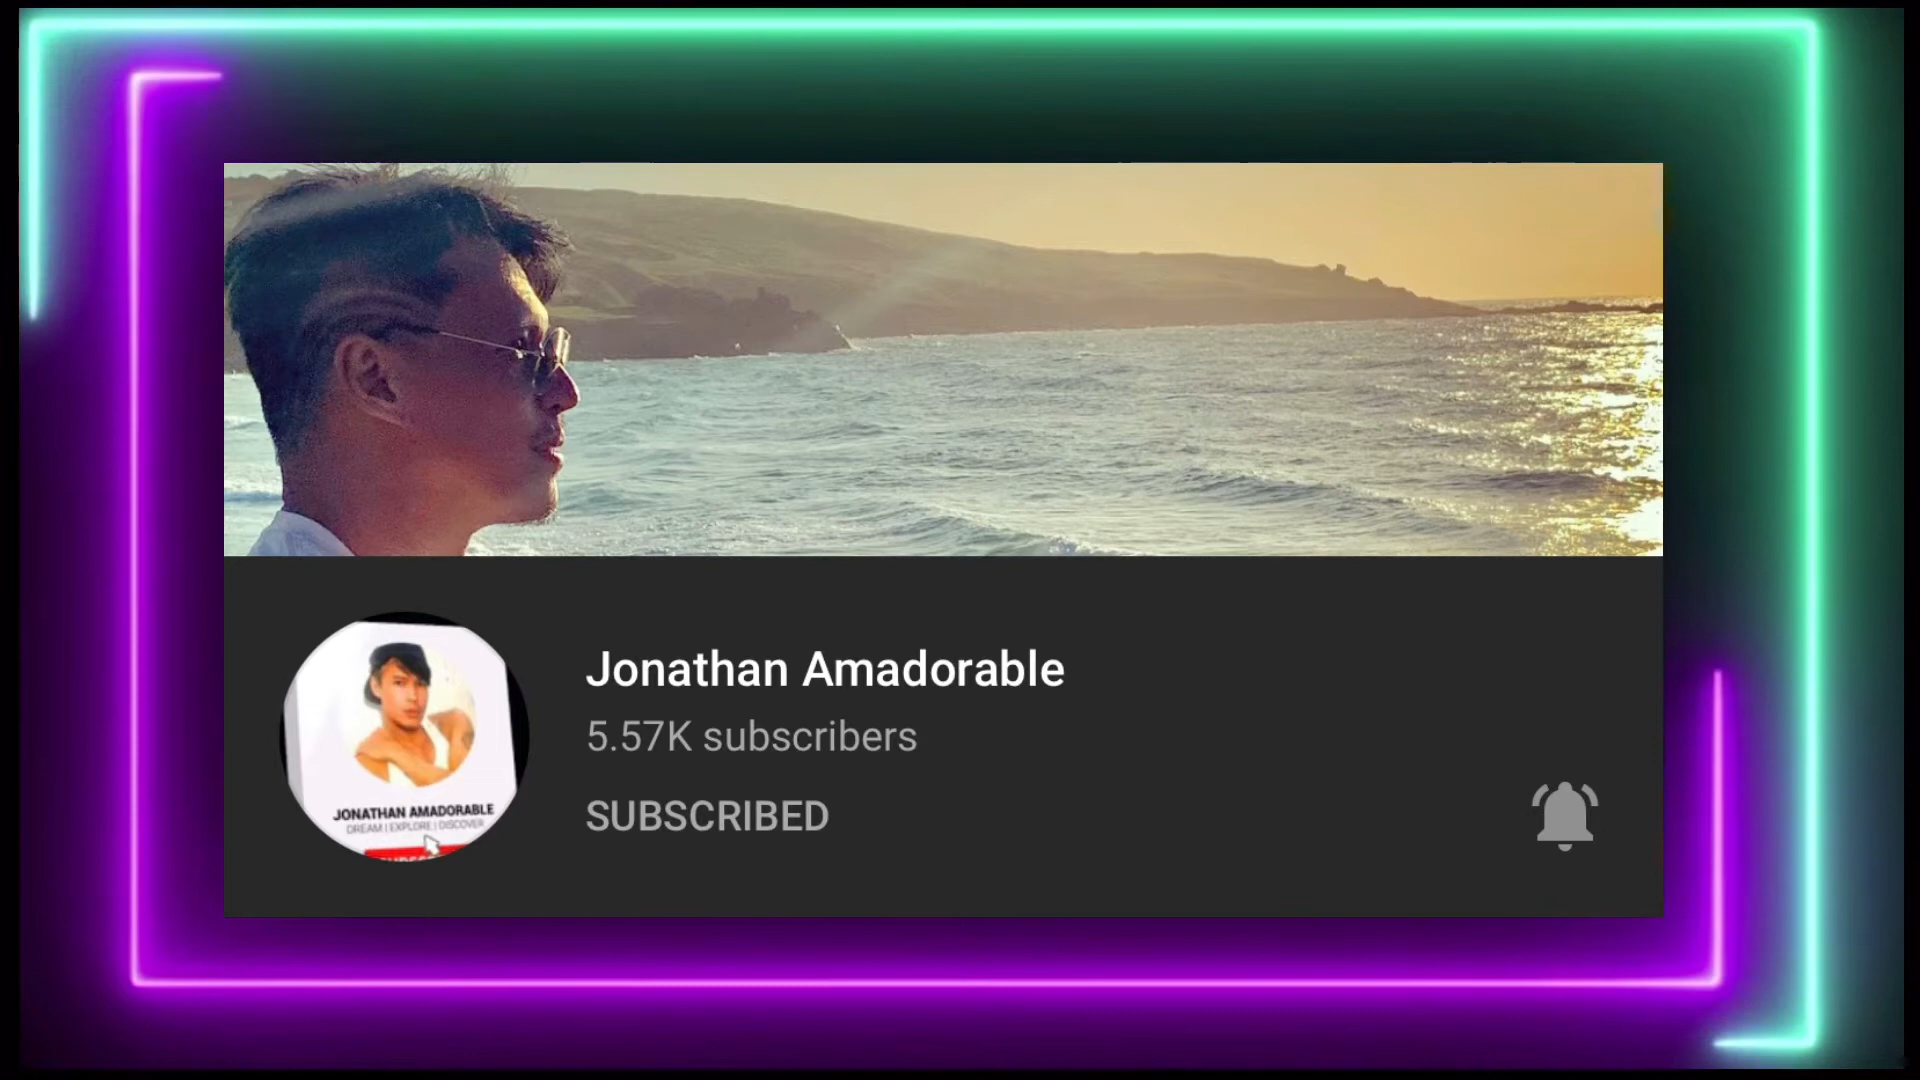 Jonathan Amadorable
5.57K subscribers
SUBSCRIBED
JONATHAN AMADORABLE
DREAM | EXPLORE | DISCOVER